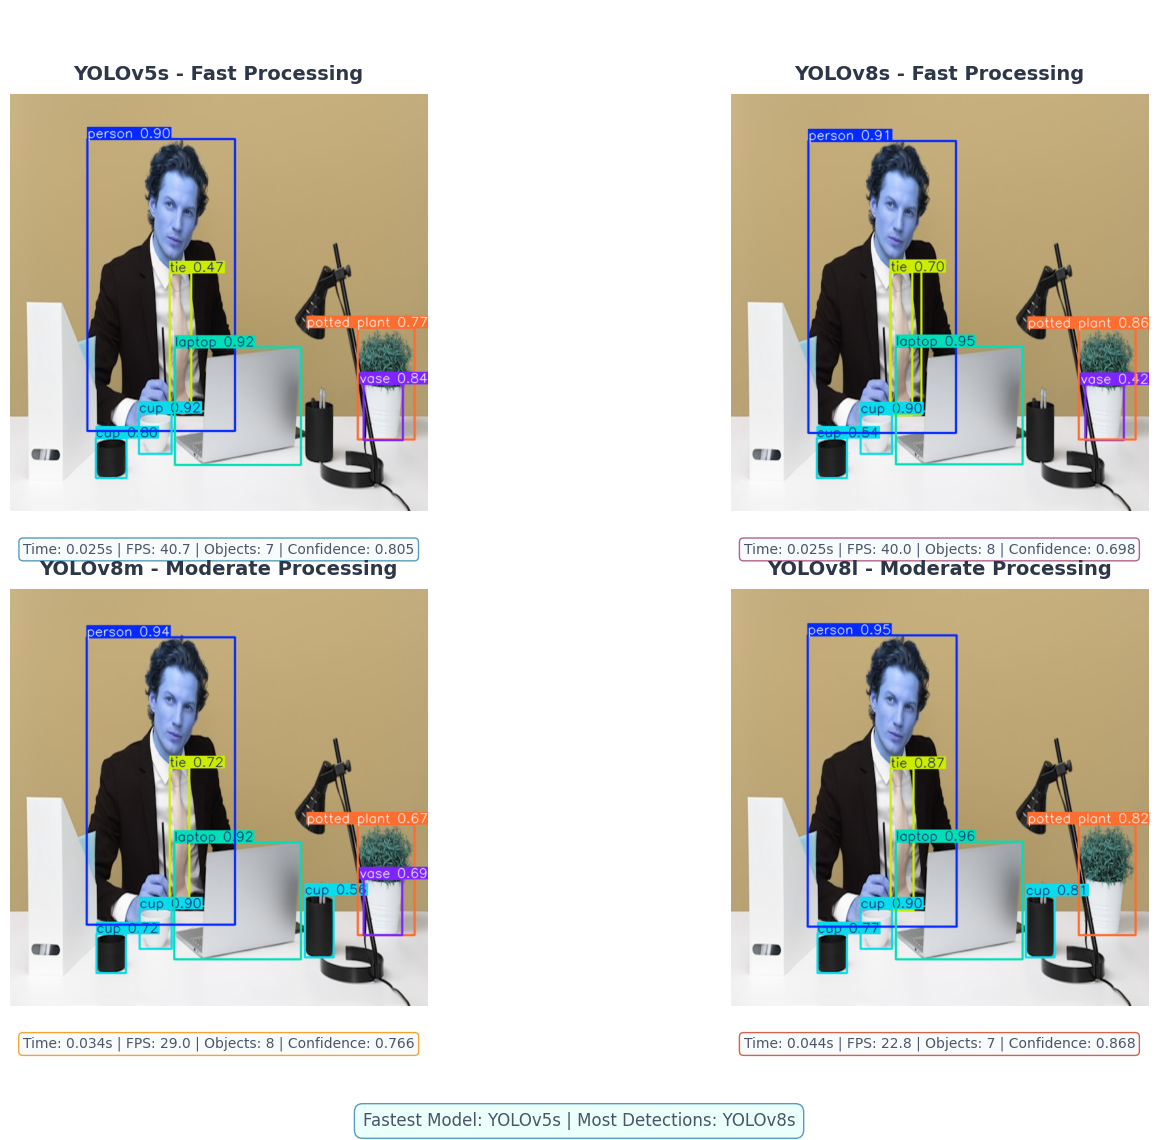 YOLOv5s - Fast Processing
person 0.90
tie 0.47
potted plant 0.77
laptop 0.92
vase 0.84
cup 0.92
cup 0.80
Time: 0.025s | FPS: 40.7 | Objects: 7 | Confidence: 0.805
YOLOv8s - Fast Processing
person 0.91
tie 0.70
potted plant 0.86
laptop 0.95
vase 0.42
cup 0.90
cup 0.54
Time: 0.025s | FPS: 40.0 | Objects: 8 | Confidence: 0.698
YOLOv8m - Moderate Processing
person 0.94
tie 0.72
potted plant 0.67
laptop 0.92
vase 0.69
cup 0.56
cup 0.90
cup 0.72
Time: 0.034s | FPS: 29.0 | Objects: 8 | Confidence: 0.766
YOLOv8l - Moderate Processing
person 0.95
tie 0.87
potted plant 0.82
laptop 0.96
cup 0.81
cup 0.90
cup 0.77
Time: 0.044s | FPS: 22.8 | Objects: 7 | Confidence: 0.868
Fastest Model: YOLOv5s | Most Detections: YOLOv8s